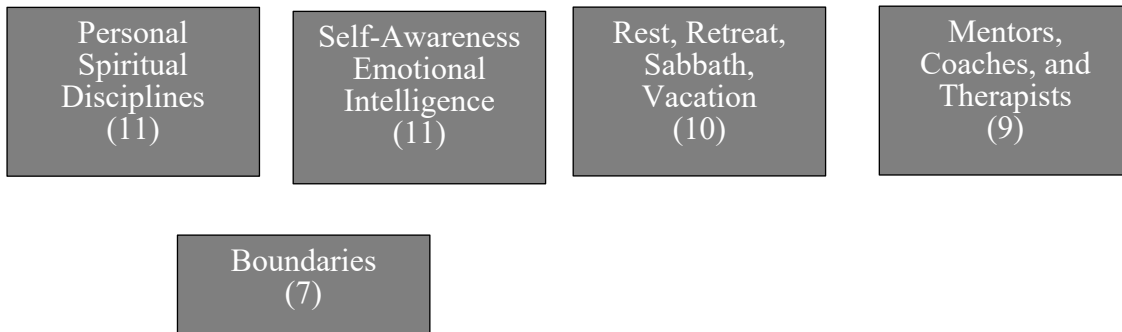 Personal
Spiritual
Disciplines
(11)
Self-Awareness
Emotional
Intelligence
(11)
Rest, Retreat,
Sabbath,
Vacation
(10)
Mentors,
Coaches, and
Therapists
(9)
Boundaries
(7)